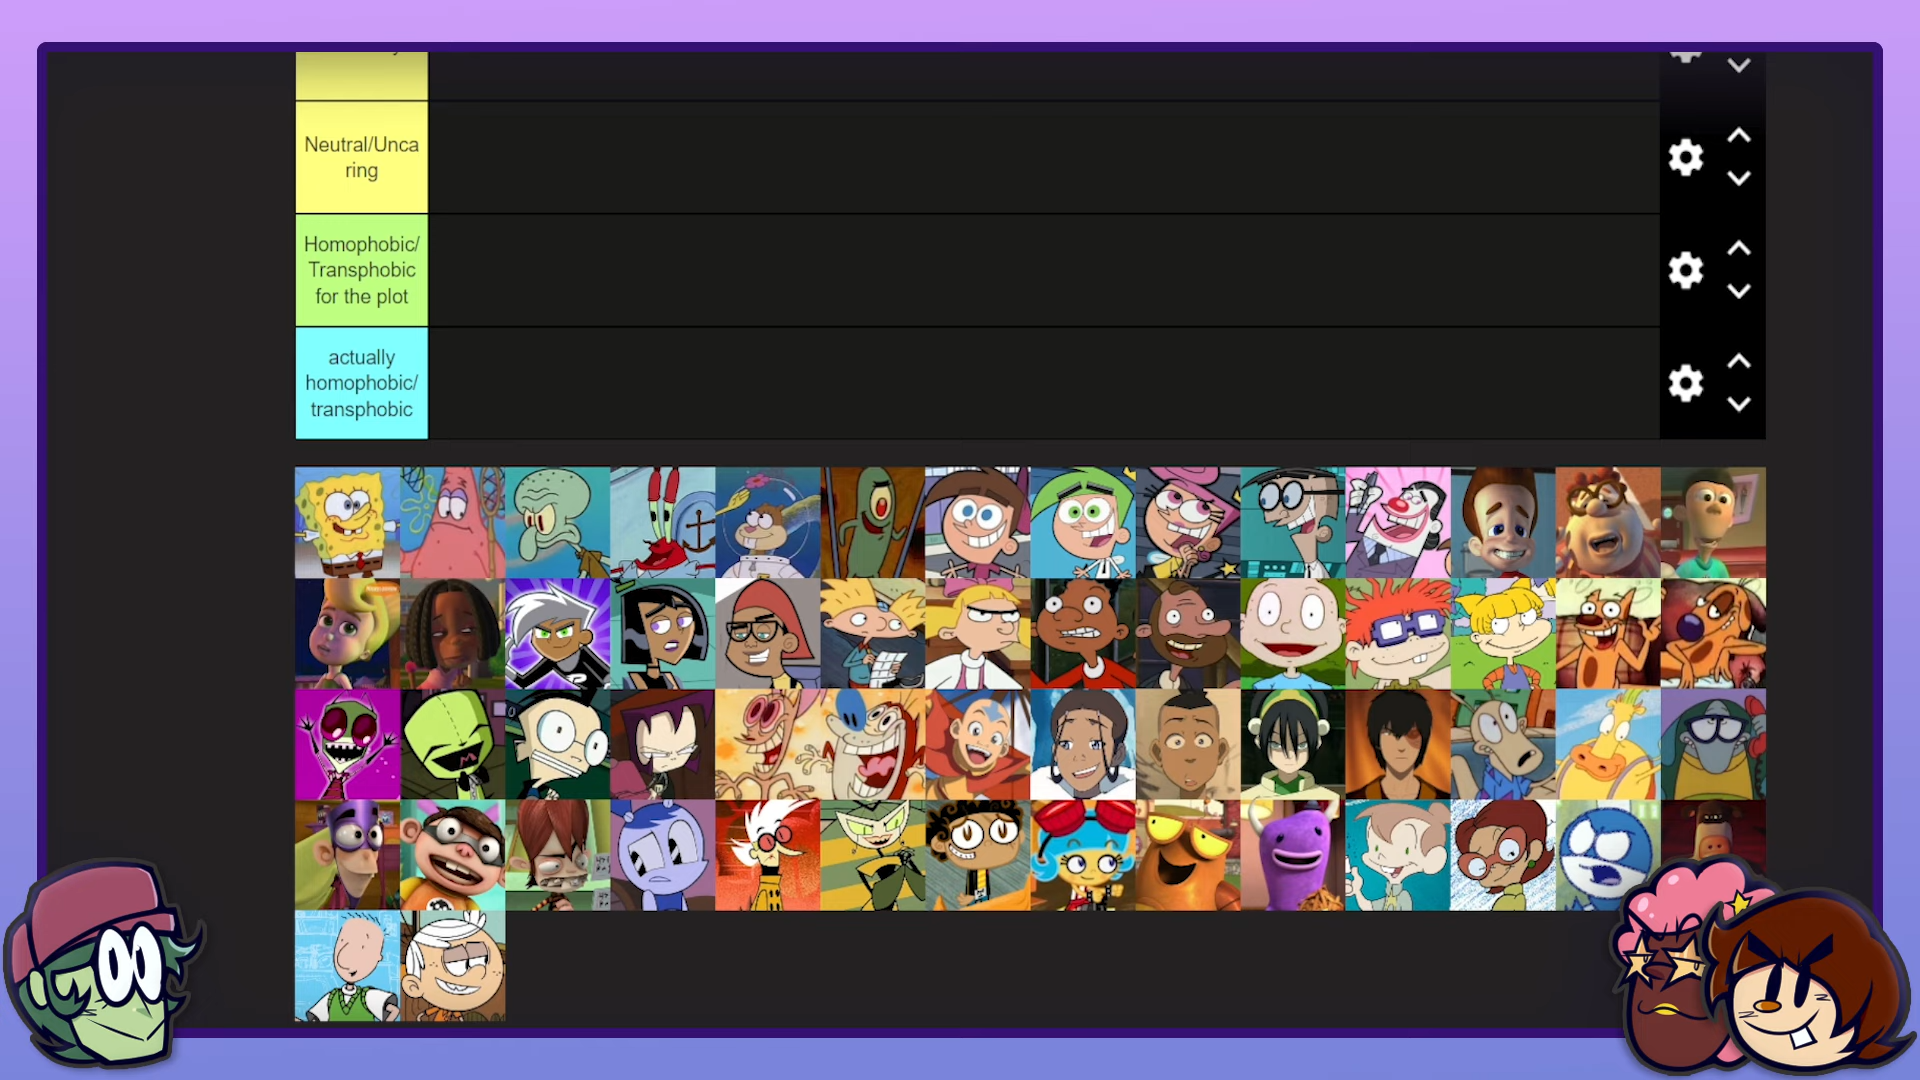 Neutral/Unca
ring
Homophobic/
Transphobic
for the plot
actually
homophobic/
transphobic